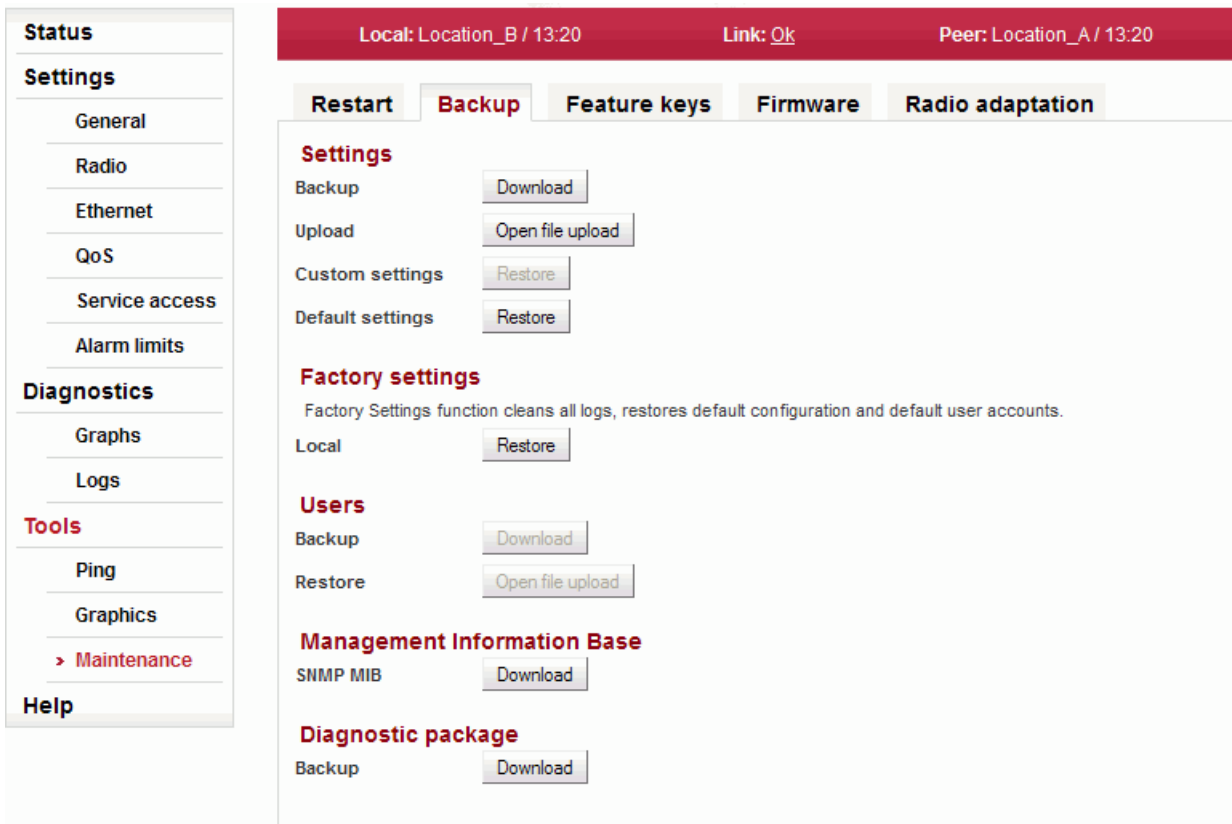 Status
Settings
General
Radio
Ethernet
QoS
Service access
Alarm limits
Diagnostics
Graphs
Logs
Tools
Ping
Graphics
Maintenance
Help
Local: Location_B / 13:20 Link: Ok Peer: Location_A / 13:20
Restart Backup Feature keys Firmware Radio adaptation
Settings
Backup Download
Upload Open file upload
Custom settings Restore
Default settings Restore
Factory settings
Factory Settings function cleans all logs, restores default configuration and default user accounts.
Local Restore
Users
Backup Download
Restore Open file upload
Management Information Base
SNMP MIB Download
Diagnostic package
Backup Download